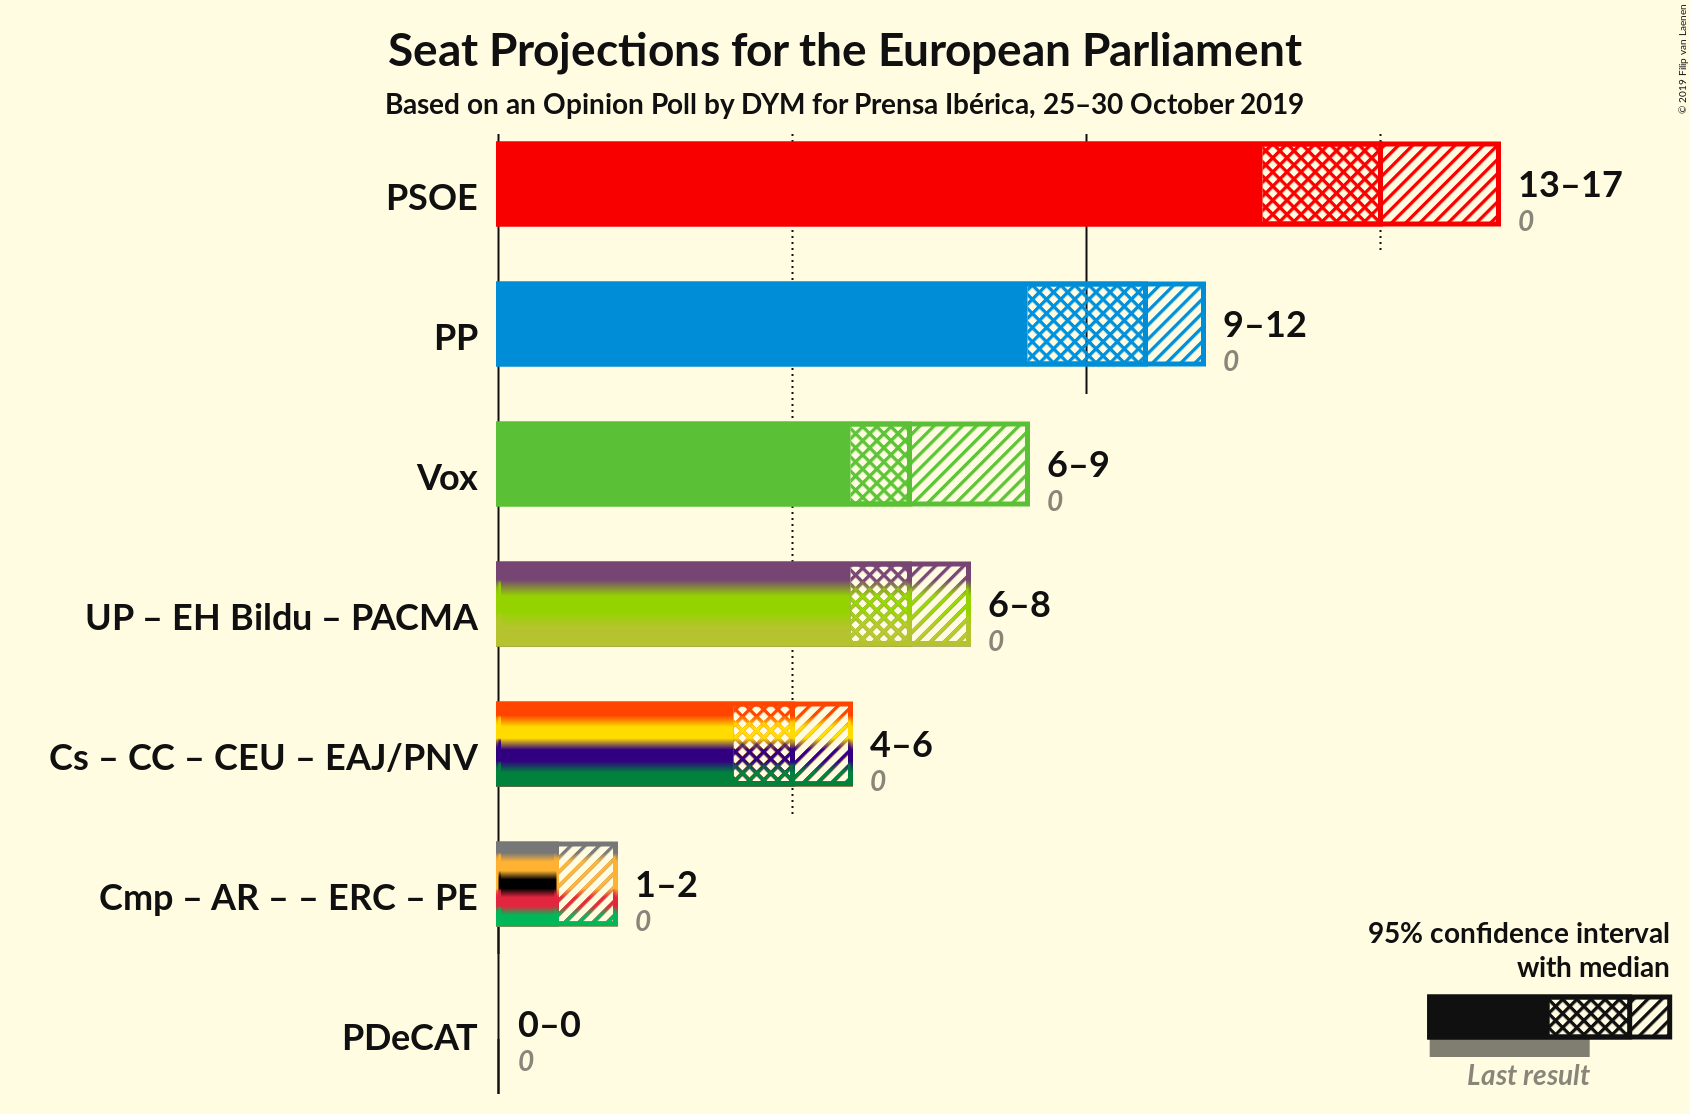 Seat Projections for the European Parliament
Based on an Opinion Poll by DYM for Prensa Ibérica, 25–30 October 2019
© 2019 Filip van Laenen
PSOE
13–17
0
PP
9–12
0
Vox
6–9
0
UP – EH Bildu – PACMA
6–8
0
Cs – CC – CEU – EAJ/PNV
4–6
0
Cmp – AR – – ERC – PE
1–2
0
PDeCAT
0–0
0
95% confidence interval
with median
Last result